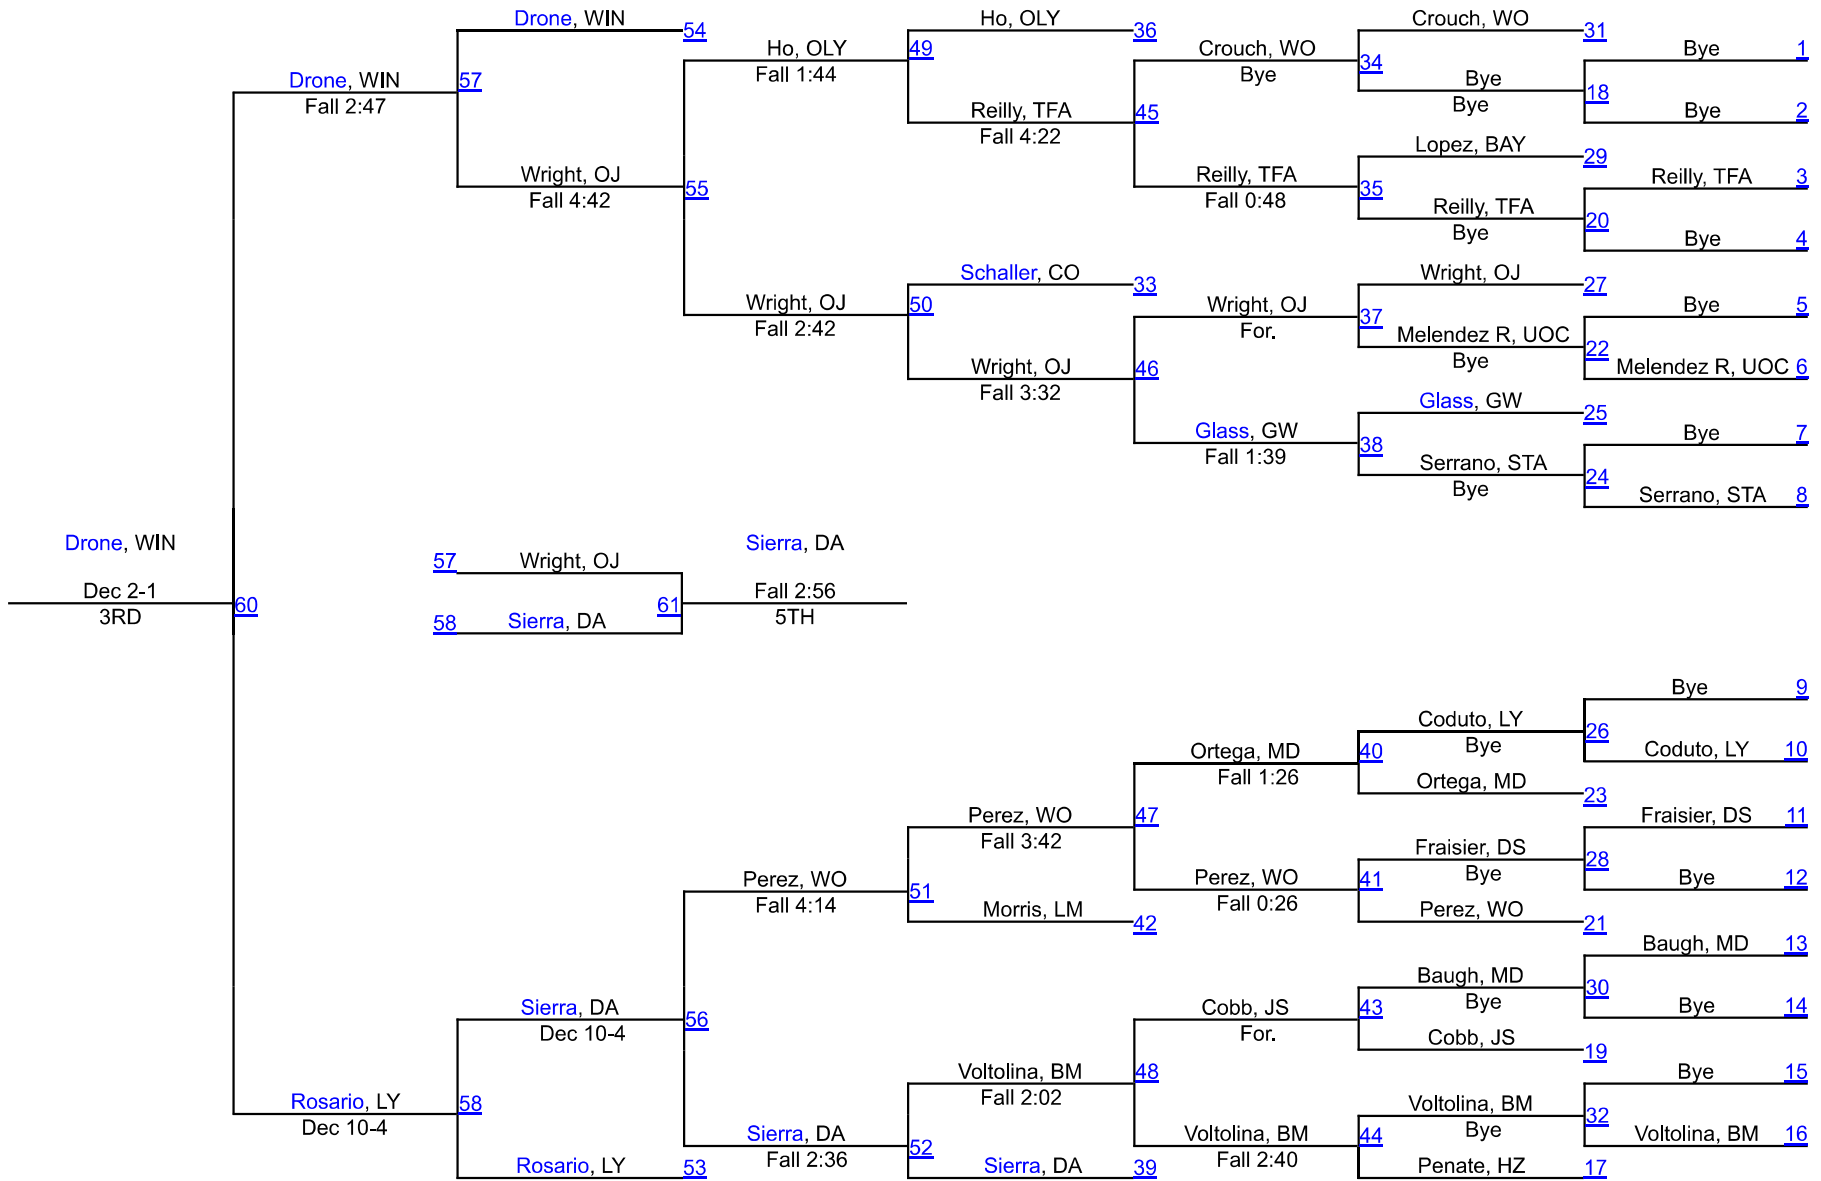 Drone, WIN
54
Ho, OLY
36
Crouch, WO
31
Ho, OLY
49
Fall 1:44
Crouch, WO
34
Bye
Bye
1
Drone, WIN
57
Fall 2:47
Bye
Bye
18
Bye
2
Reilly, TFA
Fall 4:22
45
Lopez, BAY
29
Wright, OJ
Fall 4:42
55
Reilly, TFA
Fall 0:48
35
Reilly, TFA
3
Reilly, TFA
Bye
20
Bye
4
Schaller, CO
33
Wright, OJ
27
Wright, OJ
Fall 2:42
50
Wright, OJ
For.
37
Bye
5
Melendez R, UOC
Bye
22
Melendez R, UOC
6
Wright, OJ
Fall 3:32
46
Glass, GW
25
Glass, GW
Fall 1:39
38
Bye
7
Serrano, STA
Bye
24
Serrano, STA
8
Drone, WIN
Dec 2-1
3RD
60
57
Wright, OJ
58
Sierra, DA
61
Sierra, DA
Fall 2:56
5TH
Bye
9
Coduto, LY
Bye
26
Coduto, LY
10
Ortega, MD
Fall 1:26
40
Ortega, MD
23
Perez, WO
Fall 3:42
47
Fraisier, DS
11
Fraisier, DS
Bye
28
Bye
12
Perez, WO
Fall 4:14
51
Perez, WO
Fall 0:26
41
Morris, LM
42
Perez, WO
21
Baugh, MD
13
Baugh, MD
Bye
30
Bye
14
Sierra, DA
Dec 10-4
56
Cobb, JS
For.
43
Cobb, JS
19
Voltolina, BM
Fall 2:02
48
Bye
15
Rosario, LY
Dec 10-4
58
Voltolina, BM
Bye
32
Voltolina, BM
16
Sierra, DA
Fall 2:36
52
Voltolina, BM
Fall 2:40
44
Rosario, LY
53
Sierra, DA
39
Penate, HZ
17